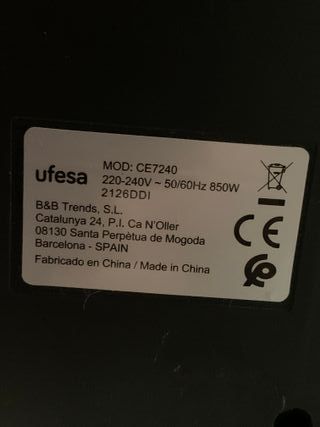 ufesa
MOD: CE7240
220-240V ~ 50/60Hz 850W
2126DDI
B&B Trends, S.L.
Catalunya 24, P.I. Ca N'Oller
08130 Santa Perpètua de Mogoda
Barcelona - SPAIN
Fabricado en China / Made in China
CE